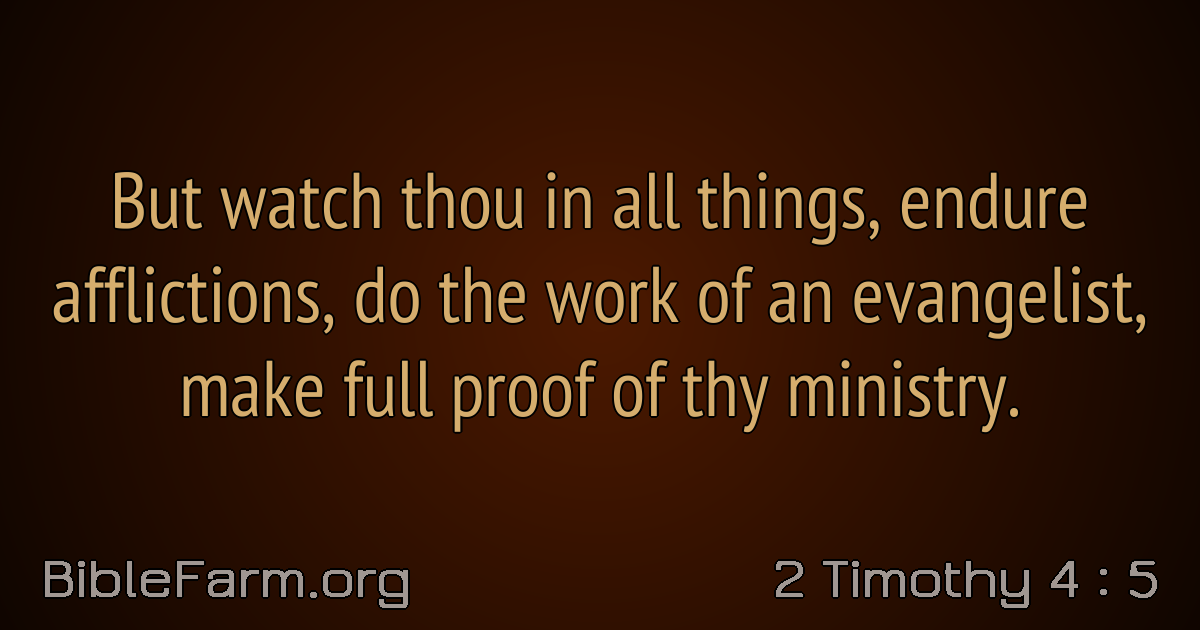 But watch thou in all things, endure
afflictions, do the work of an evangelist,
make full proof of thy ministry.
BibleFarm.org
2 Timothy 4 : 5